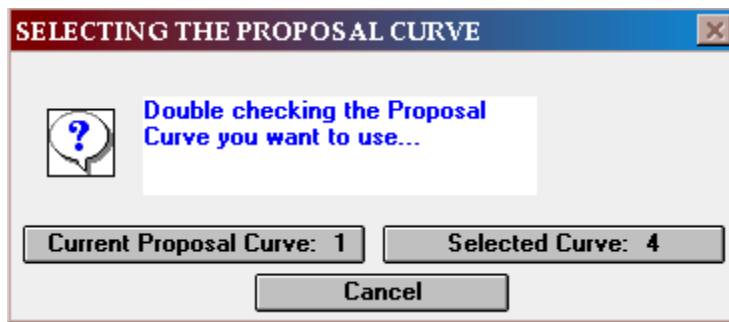 SELECTING THE PROPOSAL CURVE
?
Double checking the Proposal
Curve you want to use...
Current Proposal Curve: 1
Selected Curve: 4
Cancel